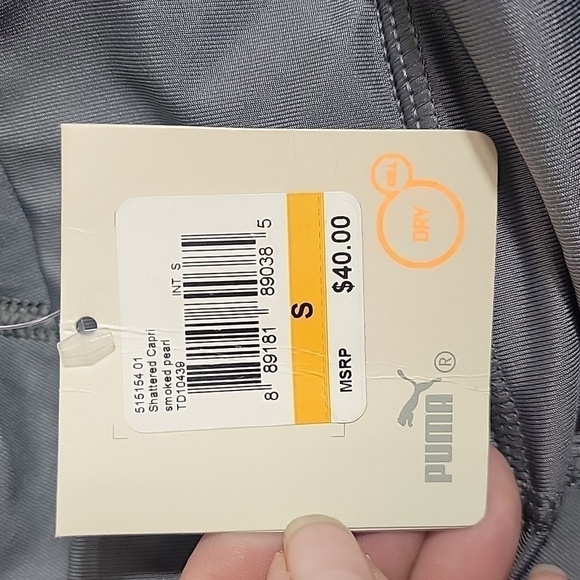 515154 01
Shattered Capri
smoked pearl
TD10439
INT S
8 89181 89038 5
S
MSRP $40.00
DRY
PUMA®